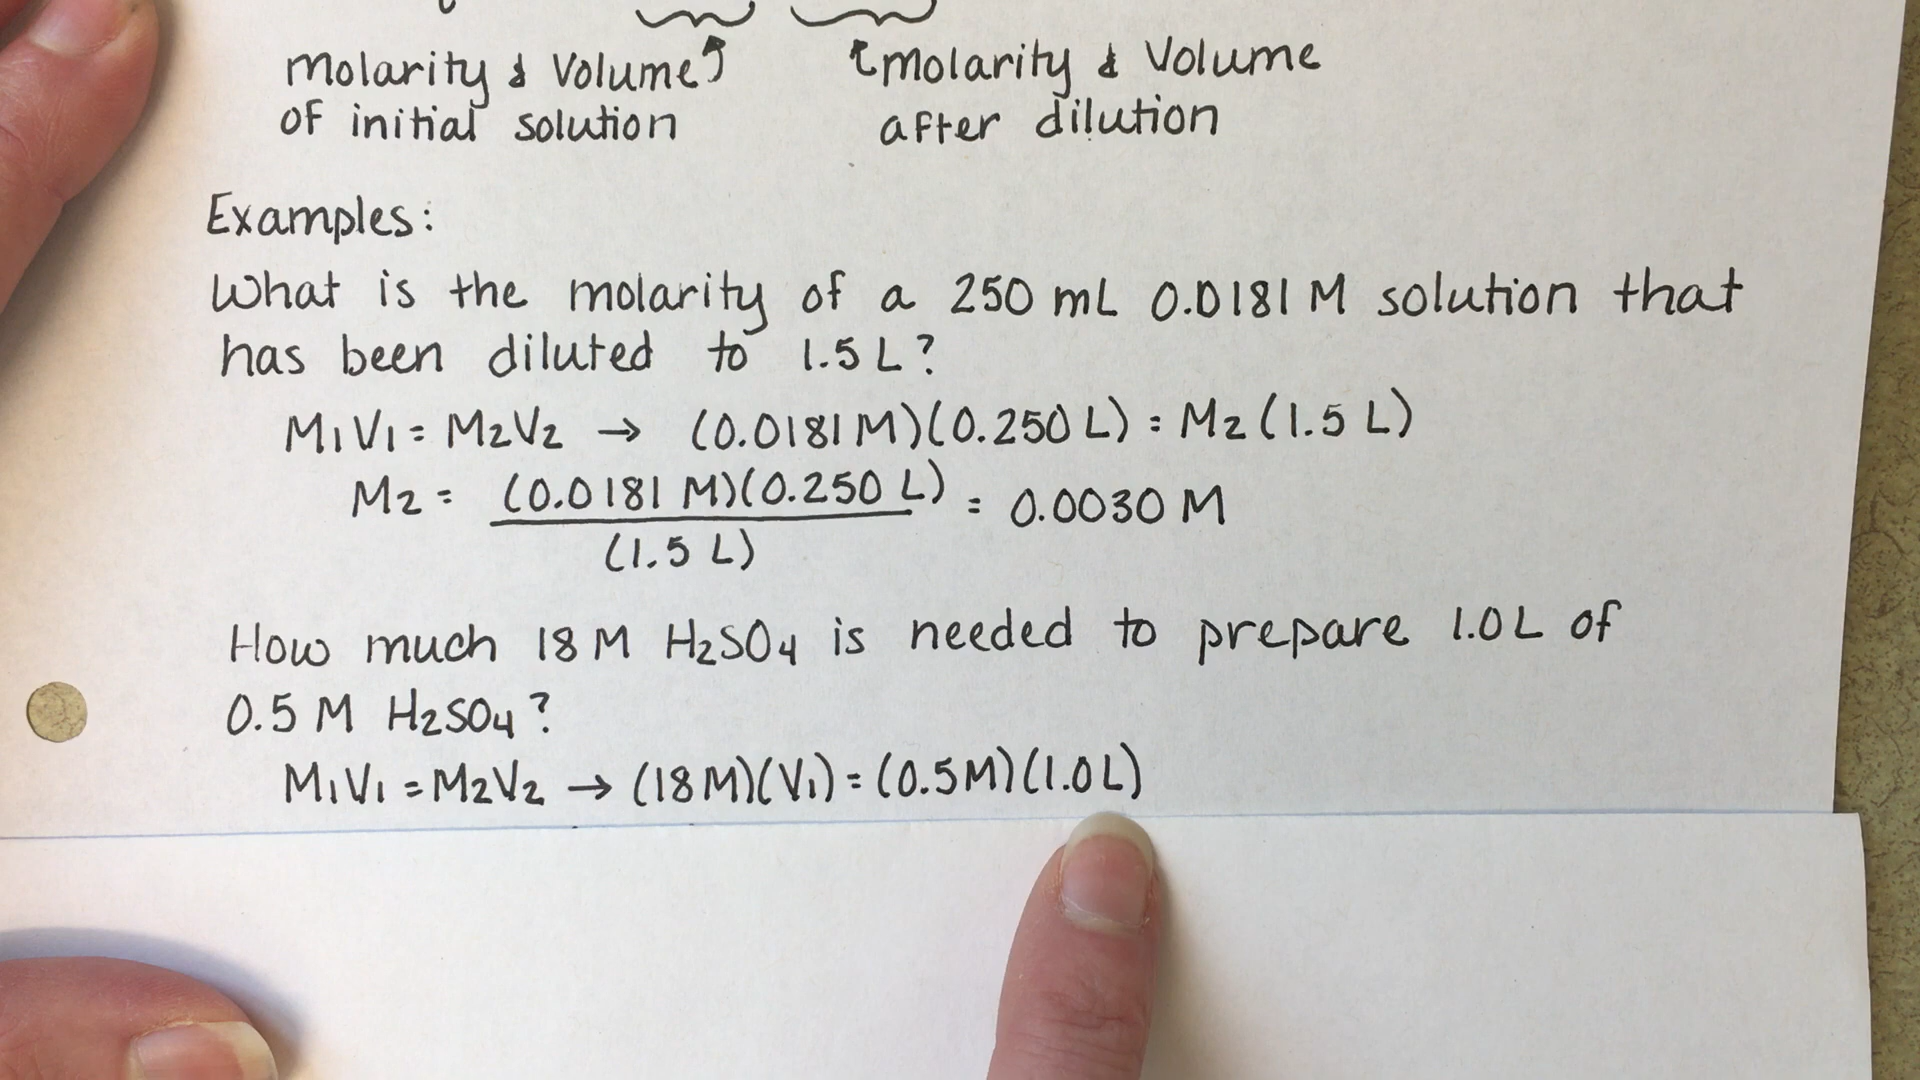 Molarity & Volume↗ ↖Molarity & Volume
of initial solution after dilution
Examples:
What is the molarity of a 250 mL 0.0181 M solution that
has been diluted to 1.5 L?
M₁V₁ = M₂V₂ → (0.0181 M)(0.250 L) = M₂(1.5 L)
M₂ = (0.0181 M)(0.250 L) = 0.0030 M
(1.5 L)
How much 18 M H₂SO₄ is needed to prepare 1.0 L of
0.5 M H₂SO₄?
M₁V₁ = M₂V₂ → (18 M)(V₁) = (0.5 M)(1.0 L)